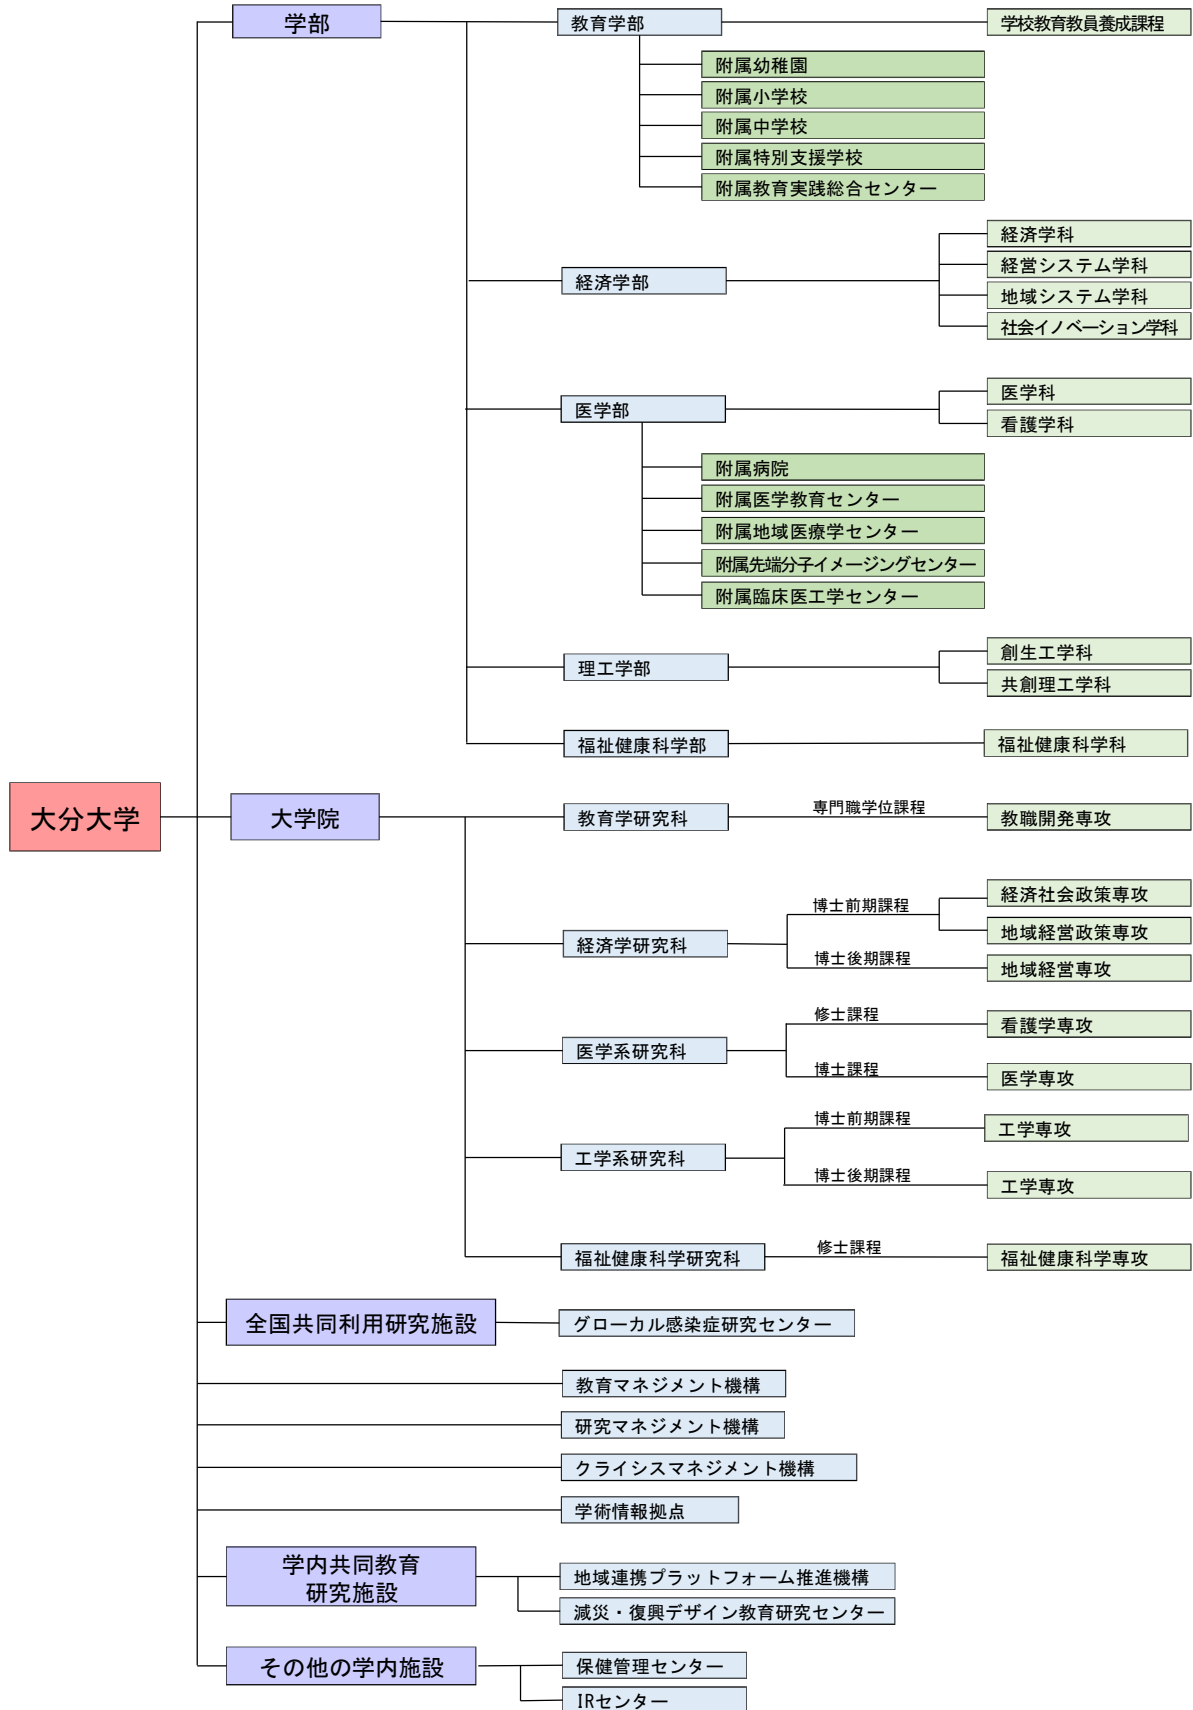 学部
教育学部
学校教育教員養成課程
附属幼稚園
附属小学校
附属中学校
附属特別支援学校
附属教育実践総合センター
経済学部
経済学科
経営システム学科
地域システム学科
社会イノベーション学科
医学部
医学科
看護学科
附属病院
附属医学教育センター
附属地域医療学センター
附属先端分子イメージングセンター
附属臨床医工学センター
理工学部
創生工学科
共創理工学科
福祉健康科学部
福祉健康科学科
大分大学
大学院
教育学研究科
専門職学位課程
教職開発専攻
経済学研究科
博士前期課程
経済社会政策専攻
地域経営政策専攻
博士後期課程
地域経営専攻
医学系研究科
修士課程
看護学専攻
博士課程
医学専攻
工学系研究科
博士前期課程
工学専攻
博士後期課程
工学専攻
福祉健康科学研究科
修士課程
福祉健康科学専攻
全国共同利用研究施設
グローカル感染症研究センター
教育マネジメント機構
研究マネジメント機構
クライシスマネジメント機構
学術情報拠点
学内共同教育
研究施設
地域連携プラットフォーム推進機構
減災・復興デザイン教育研究センター
その他の学内施設
保健管理センター
IRセンター